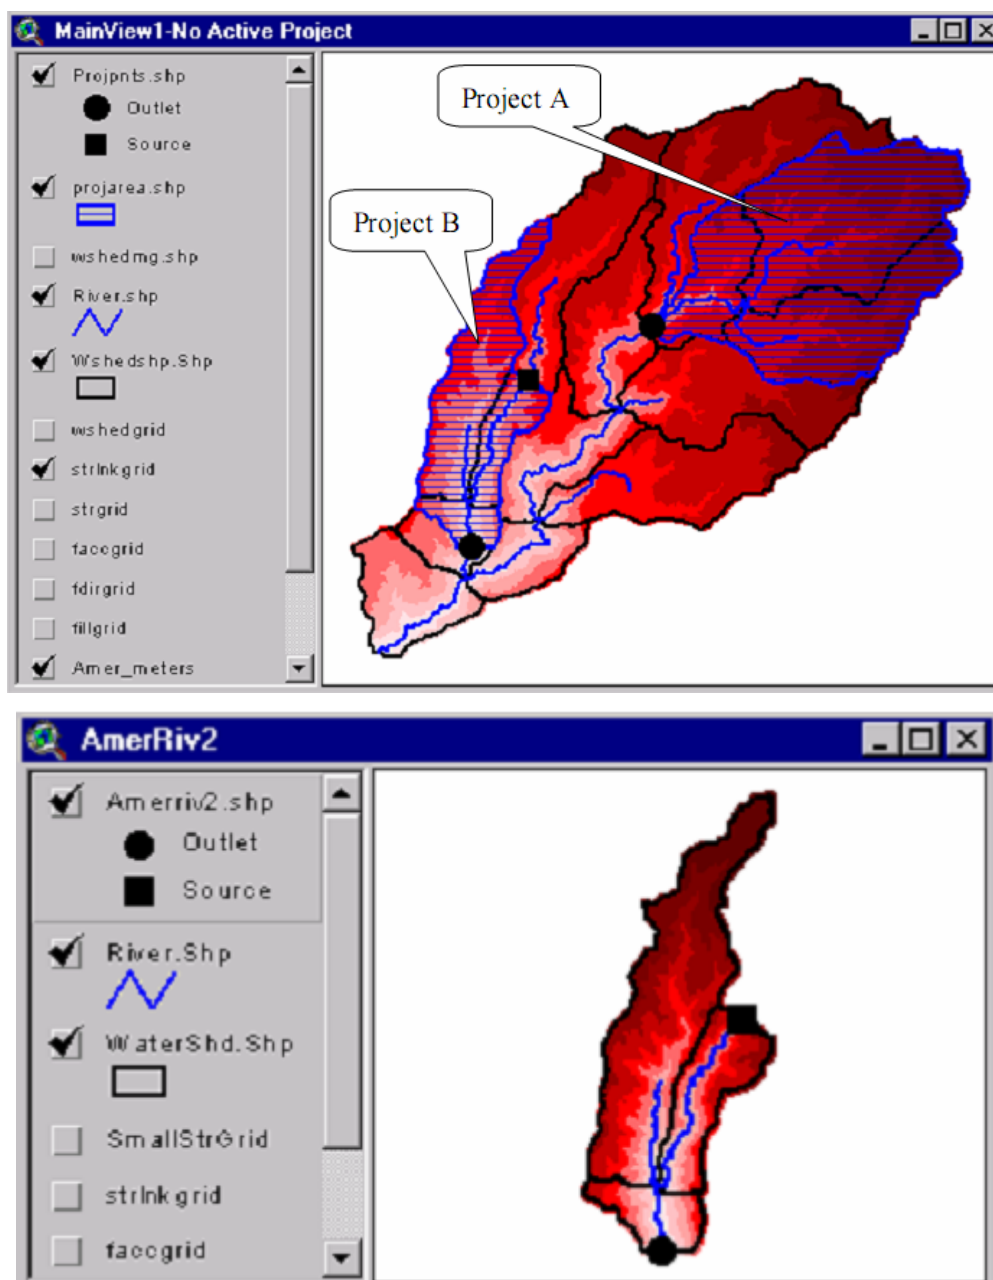 MainView1-No Active Project
Projpnts.shp
Outlet
Source
projarea.shp
wshedmg.shp
River.shp
Wshedshp.Shp
wshedgrid
strlnkgrid
strgrid
faccgrid
fdirgrid
fillgrid
Amer_meters
Project A
Project B
AmerRiv2
Amerriv2.shp
Outlet
Source
River.Shp
WaterShd.Shp
SmallStrGrid
strlnkgrid
faccgrid